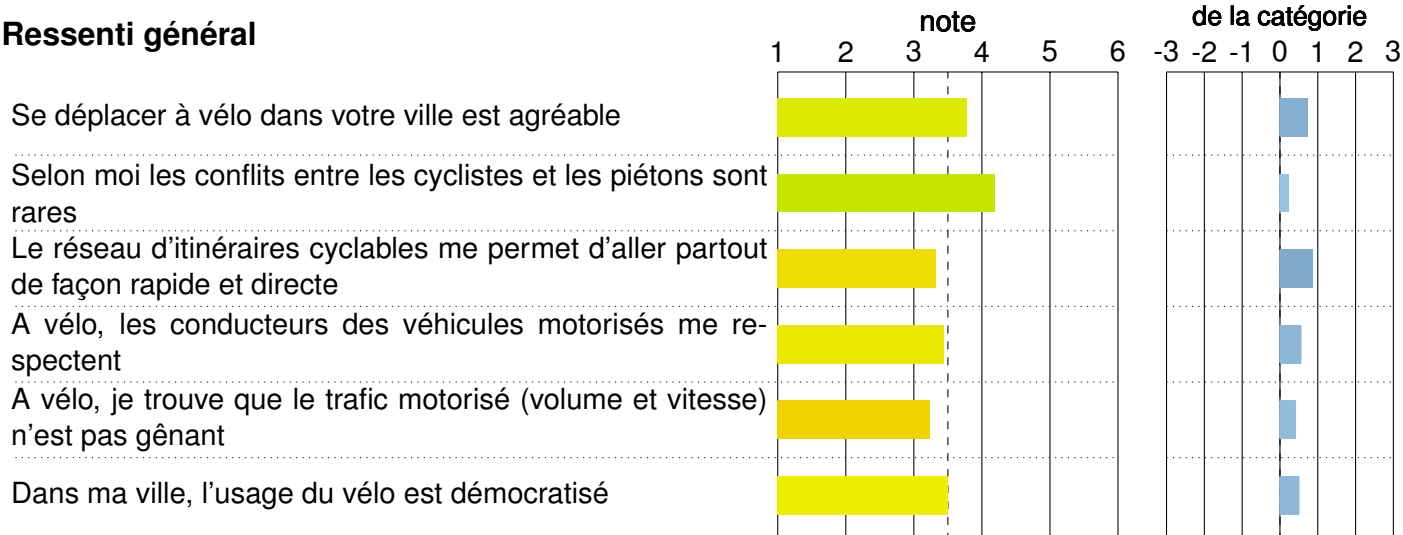 Ressenti général
note
de la catégorie
1 2 3 4 5 6
-3 -2 -1 0 1 2 3
Se déplacer à vélo dans votre ville est agréable
Selon moi les conflits entre les cyclistes et les piétons sont
rares
Le réseau d'itinéraires cyclables me permet d'aller partout
de façon rapide et directe
A vélo, les conducteurs des véhicules motorisés me re-
spectent
A vélo, je trouve que le trafic motorisé (volume et vitesse)
n'est pas gênant
Dans ma ville, l'usage du vélo est démocratisé